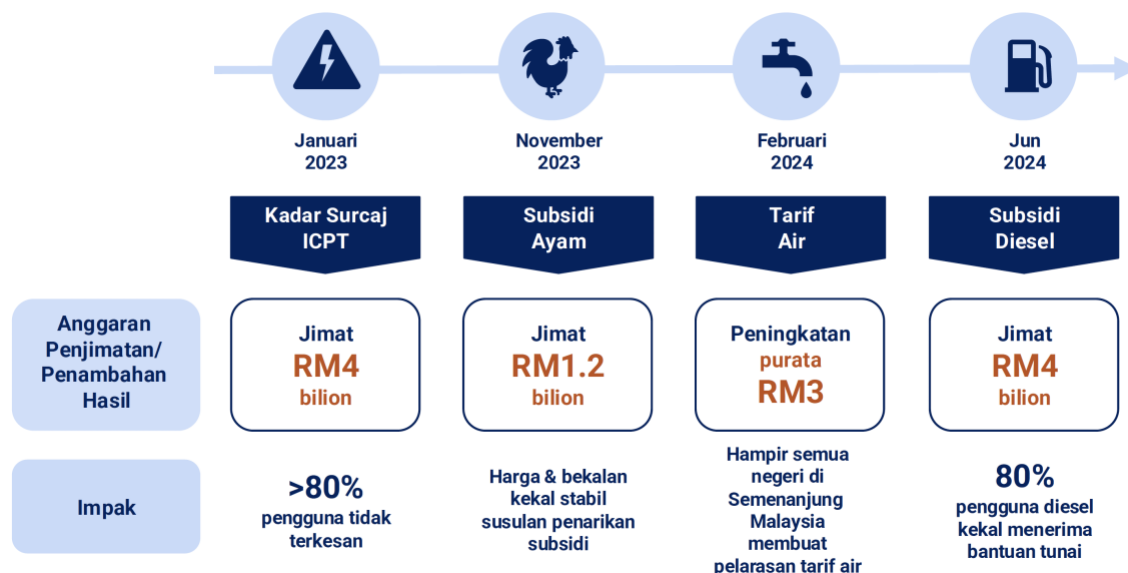 Januari
2023
November
2023
Februari
2024
Jun
2024
Kadar Surcaj
ICPT
Subsidi
Ayam
Tarif
Air
Subsidi
Diesel
Anggaran
Penjimatan/
Penambahan
Hasil
Jimat
RM4
bilion
Jimat
RM1.2
bilion
Peningkatan
purata
RM3
Jimat
RM4
bilion
Impak
>80%
pengguna tidak
terkesan
Harga & bekalan
kekal stabil
susulan penarikan
subsidi
Hampir semua
negeri di
Semenanjung
Malaysia
membuat
pelarasan tarif air
80%
pengguna diesel
kekal menerima
bantuan tunai